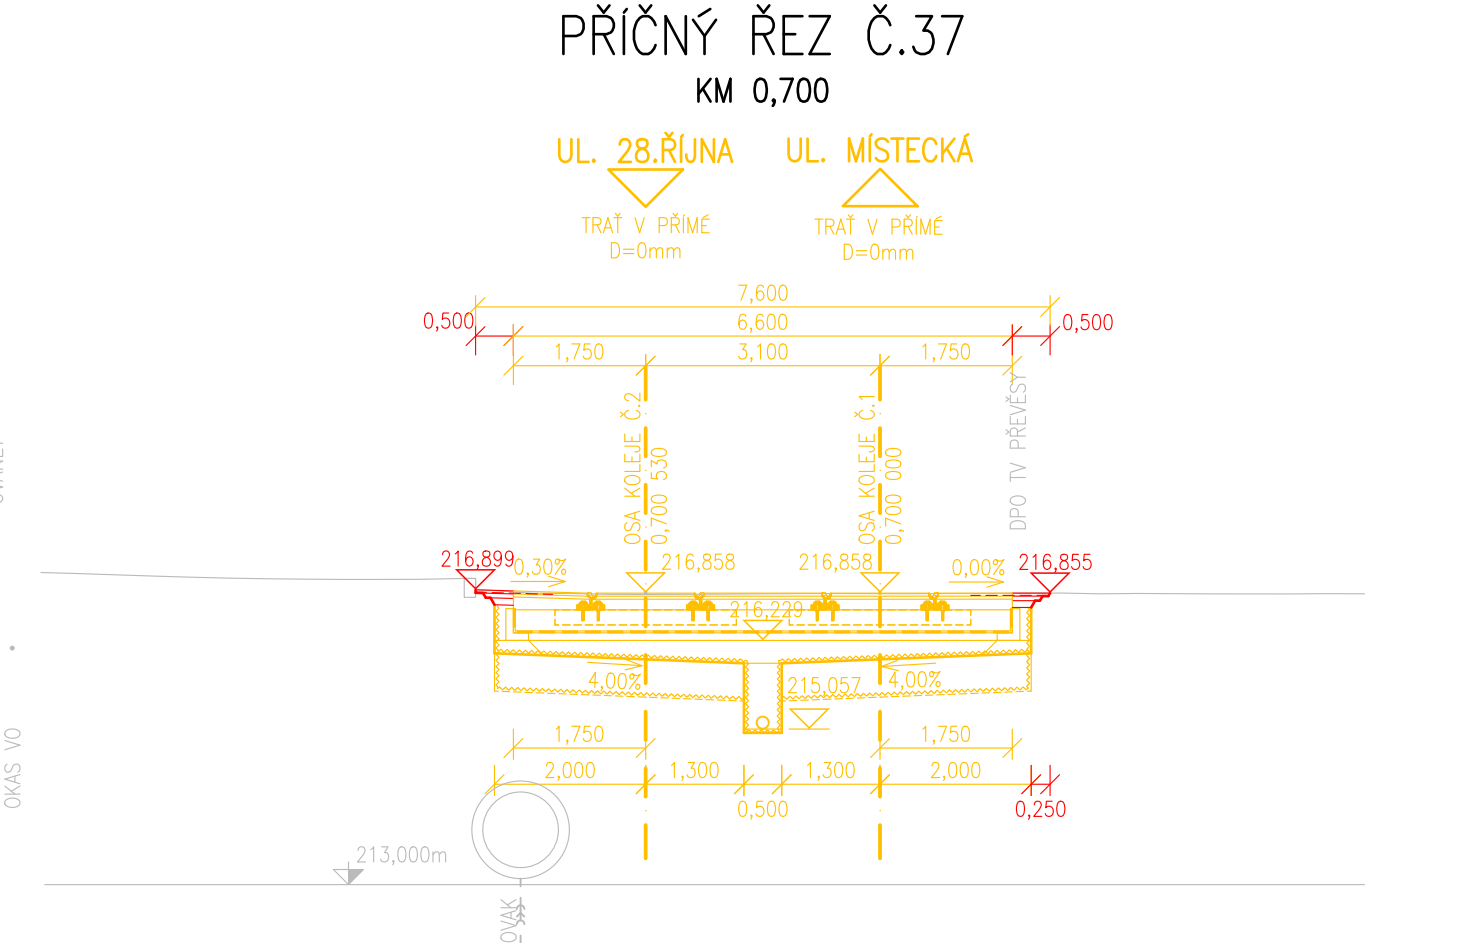 PŘÍČNÝ ŘEZ Č.37
KM 0,700
UL. 28.ŘÍJNA
UL. MÍSTECKÁ
TRAŤ V PŘÍMÉ
D=0mm
TRAŤ V PŘÍMÉ
D=0mm
7,600
0,500
6,600
0,500
1,750
3,100
1,750
OSA KOLEJE Č.2
0,700 530
OSA KOLEJE Č.1
0,700 000
DPO TV PŘEVĚSY
216,899
0,30%
216,858
216,858
0,00%
216,855
216,229
4,00%
215,057
4,00%
1,750
1,750
2,000
1,300
1,300
2,000
0,500
0,250
OKAS VO
213,000m
OVAK